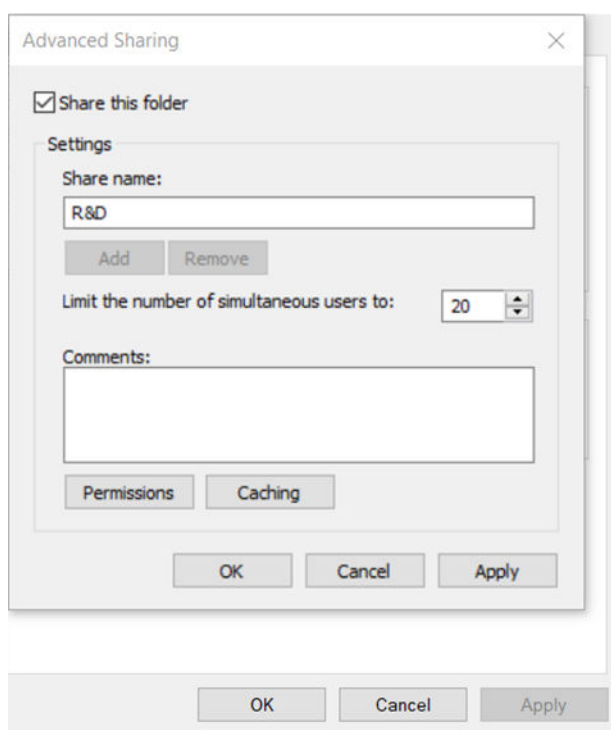 Advanced Sharing
Share this folder
Settings
Share name:
R&D
Add Remove
Limit the number of simultaneous users to: 20
Comments:
Permissions Caching
OK Cancel Apply
OK Cancel Apply